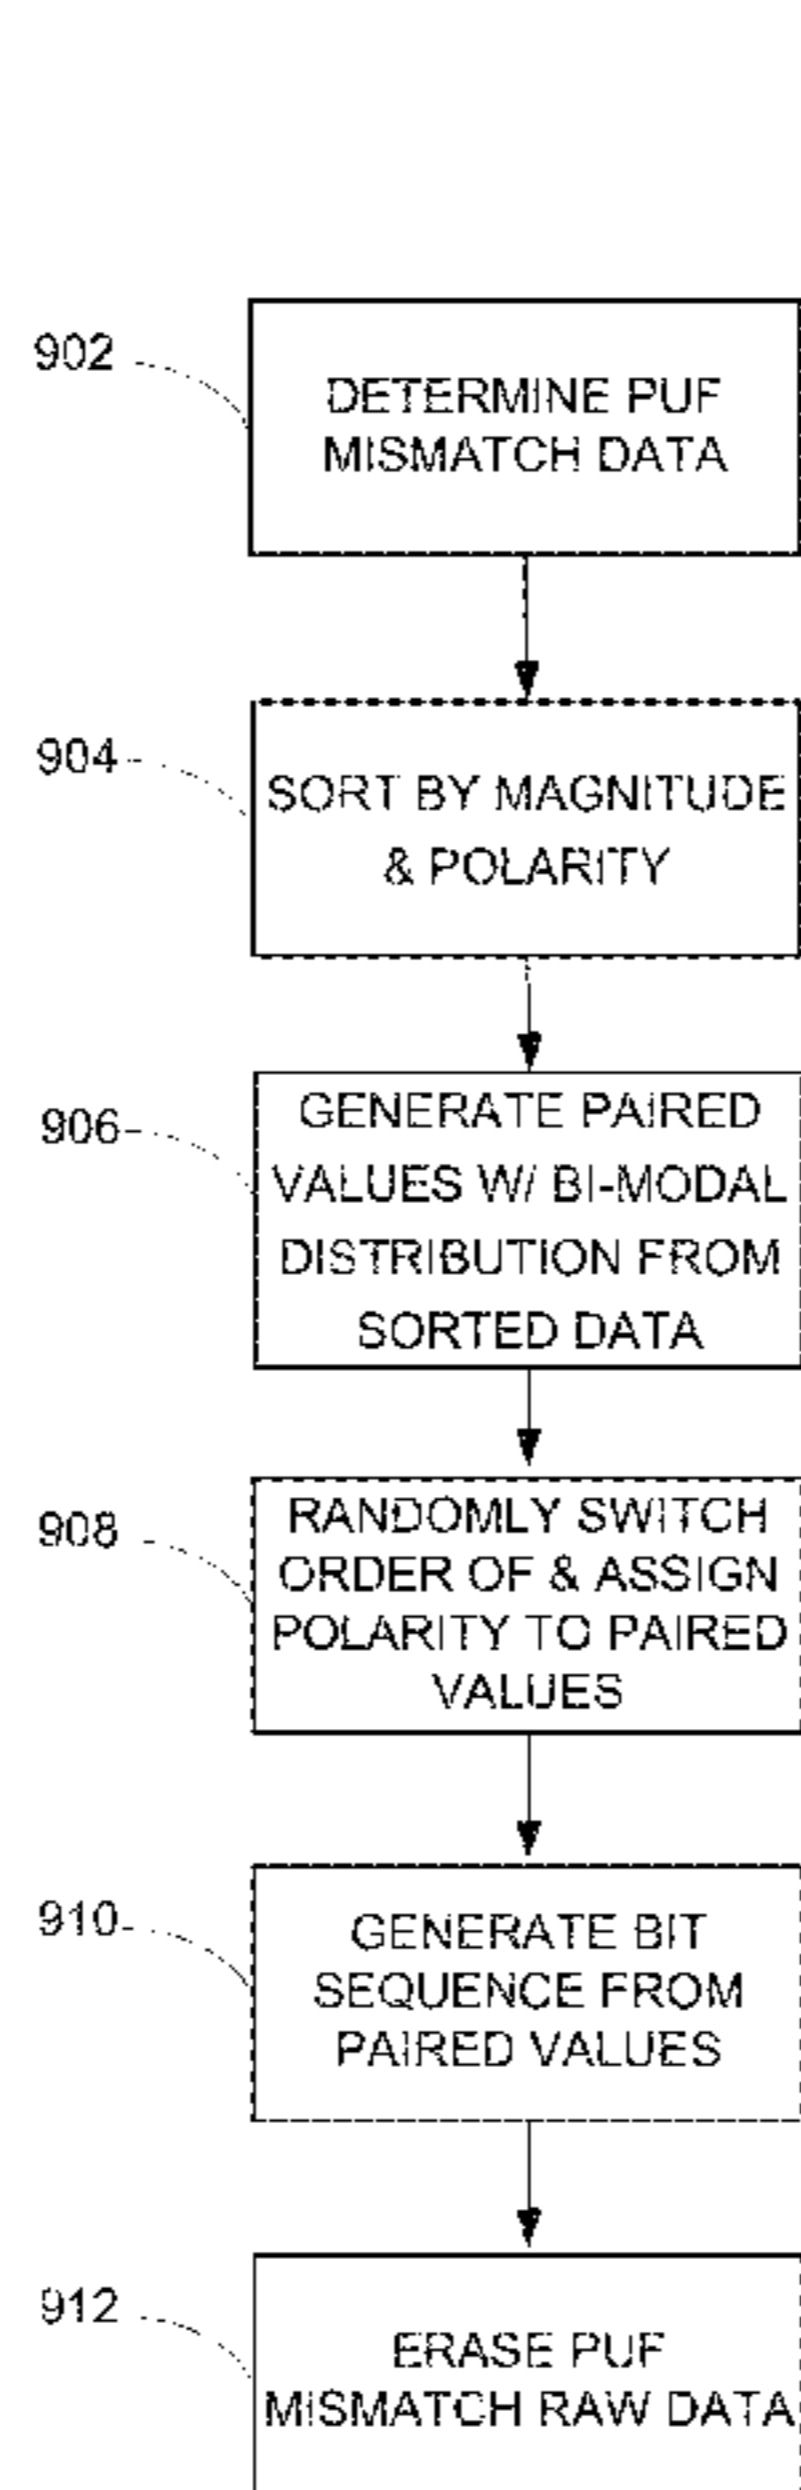 902
DETERMINE PUF
MISMATCH DATA
904
SORT BY MAGNITUDE
& POLARITY
906
GENERATE PAIRED
VALUES W/ BI-MODAL
DISTRIBUTION FROM
SORTED DATA
908
RANDOMLY SWITCH
ORDER OF & ASSIGN
POLARITY TO PAIRED
VALUES
910
GENERATE BIT
SEQUENCE FROM
PAIRED VALUES
912
ERASE PUF
MISMATCH RAW DATA